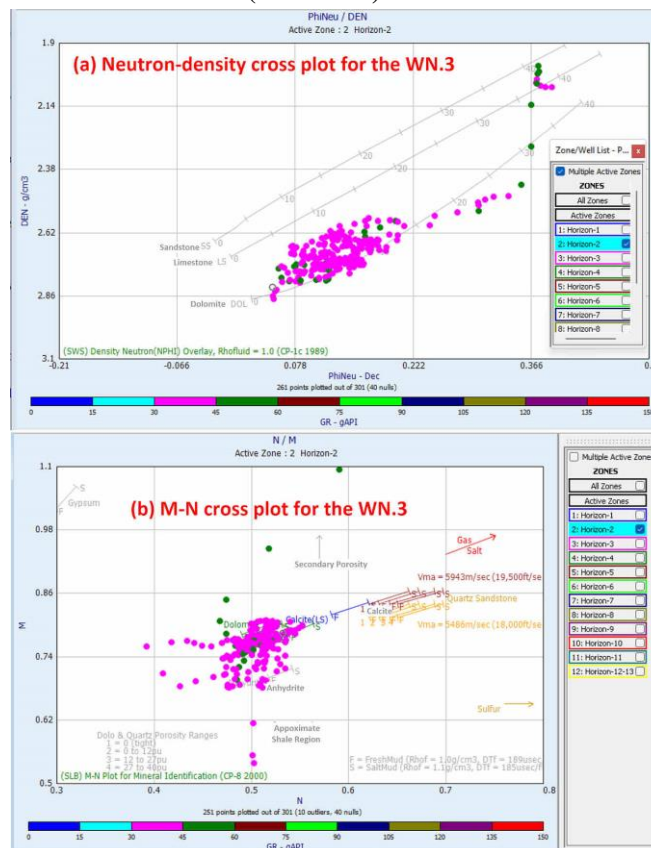 PhiNeu / DEN
Active Zone : 2 Horizon-2
(a) Neutron-density cross plot for the WN.3
1.9
2.14
2.38
2.62
2.86
3.1
DEN - g/cm3
40
40
40
30
30
30
20
20
20
10
10
Sandstone SS 0
Limestone LS 0
Dolomite DOL 0
(SWS) Density Neutron(NPHI) Overlay, Rhofluid = 1.0 (CP-1c 1989)
-0.21
-0.066
0.078
0.222
0.366
PhiNeu - Dec
261 points plotted out of 301 (40 nulls)
0 15 30 45 60 75 90 105 120 135 150
GR - gAPI
Zone/Well List - P... x
Multiple Active Zones
ZONES
All Zones
Active Zones
1: Horizon-1
2: Horizon-2
3: Horizon-3
4: Horizon-4
5: Horizon-5
6: Horizon-6
7: Horizon-7
8: Horizon-8
N / M
Active Zone : 2 Horizon-2
(b) M-N cross plot for the WN.3
1.1
0.98
0.86
0.74
0.62
0.5
M
Gypsum
S
F
Secondary Porosity
Gas
Salt
Vma = 5943m/sec (19,500ft/se
Calcite
Quartz Sandstone
Vma = 5486m/sec (18,000ft/se
Calcite(LS)
F
Anhydrite
Sulfur
Appoximate
Shale Region
Dolo & Quartz Porosity Ranges
1 = 0 (tight)
2 = 0 to 12pu
3 = 12 to 27pu
4 = 27 to 40pu
F = FreshMud (Rhof = 1.0g/cm3, DTf = 189us
S = SaltMud (Rhof = 1.1g/cm3, DTf = 185usec/f
(SLB) M-N Plot for Mineral Identification (CP-8 2000)
0.3
0.4
0.5
0.6
0.7
0.8
N
251 points plotted out of 301 (10 outliers, 40 nulls)
0 15 30 45 60 75 90 105 120 135 150
GR - gAPI
Multiple Active Zone
ZONES
All Zones
Active Zones
1: Horizon-1
2: Horizon-2
3: Horizon-3
4: Horizon-4
5: Horizon-5
6: Horizon-6
7: Horizon-7
8: Horizon-8
9: Horizon-9
10: Horizon-10
11: Horizon-11
12: Horizon-12-13